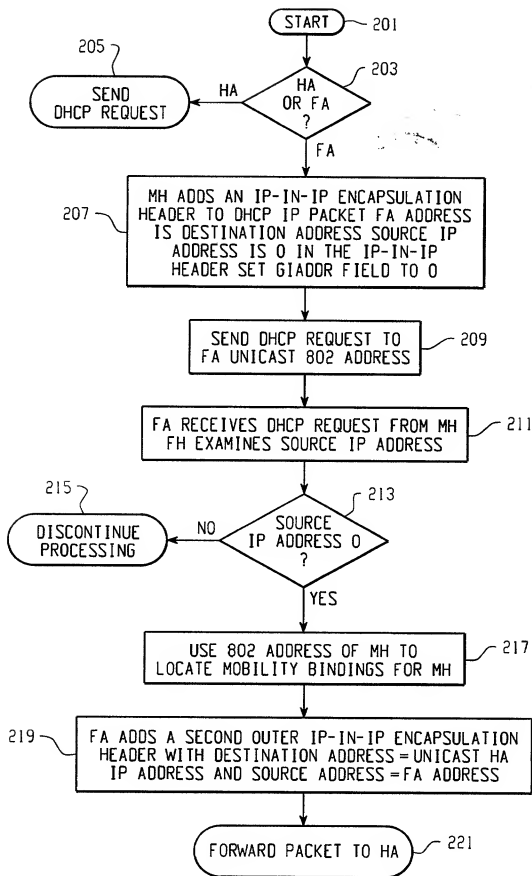 START
201
205
203
SEND
DHCP REQUEST
HA
HA
OR FA
?
FA
207
MH ADDS AN IP-IN-IP ENCAPSULATION
HEADER TO DHCP IP PACKET FA ADDRESS
IS DESTINATION ADDRESS SOURCE IP
ADDRESS IS 0 IN THE IP-IN-IP
HEADER SET GIADDR FIELD TO 0
SEND DHCP REQUEST TO
FA UNICAST 802 ADDRESS
209
FA RECEIVES DHCP REQUEST FROM MH
FH EXAMINES SOURCE IP ADDRESS
211
215
213
DISCONTINUE
PROCESSING
NO
SOURCE
IP ADDRESS 0
?
YES
USE 802 ADDRESS OF MH TO
LOCATE MOBILITY BINDINGS FOR MH
217
219
FA ADDS A SECOND OUTER IP-IN-IP ENCAPSULATION
HEADER WITH DESTINATION ADDRESS=UNICAST HA
IP ADDRESS AND SOURCE ADDRESS=FA ADDRESS
FORWARD PACKET TO HA
221